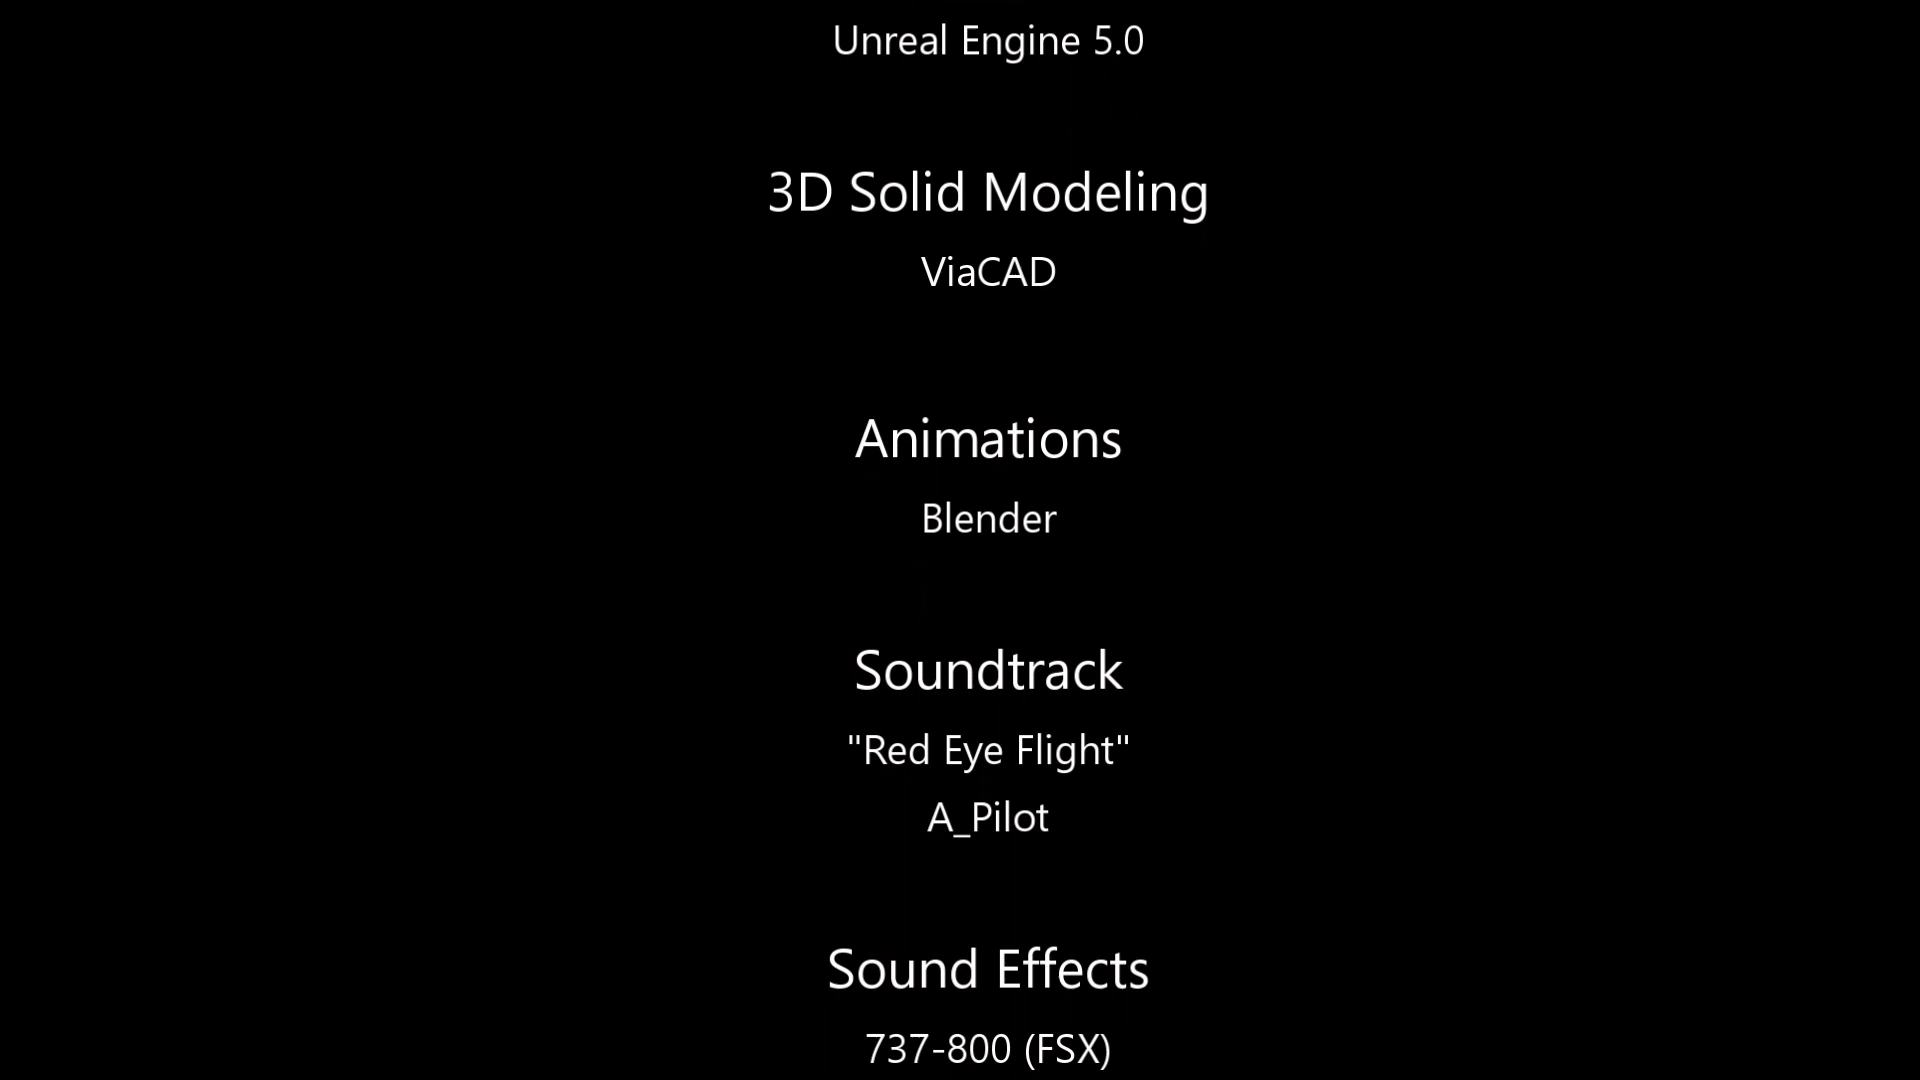 Unreal Engine 5.0
3D Solid Modeling
ViaCAD
Animations
Blender
Soundtrack
"Red Eye Flight"
A_Pilot
Sound Effects
737-800 (FSX)